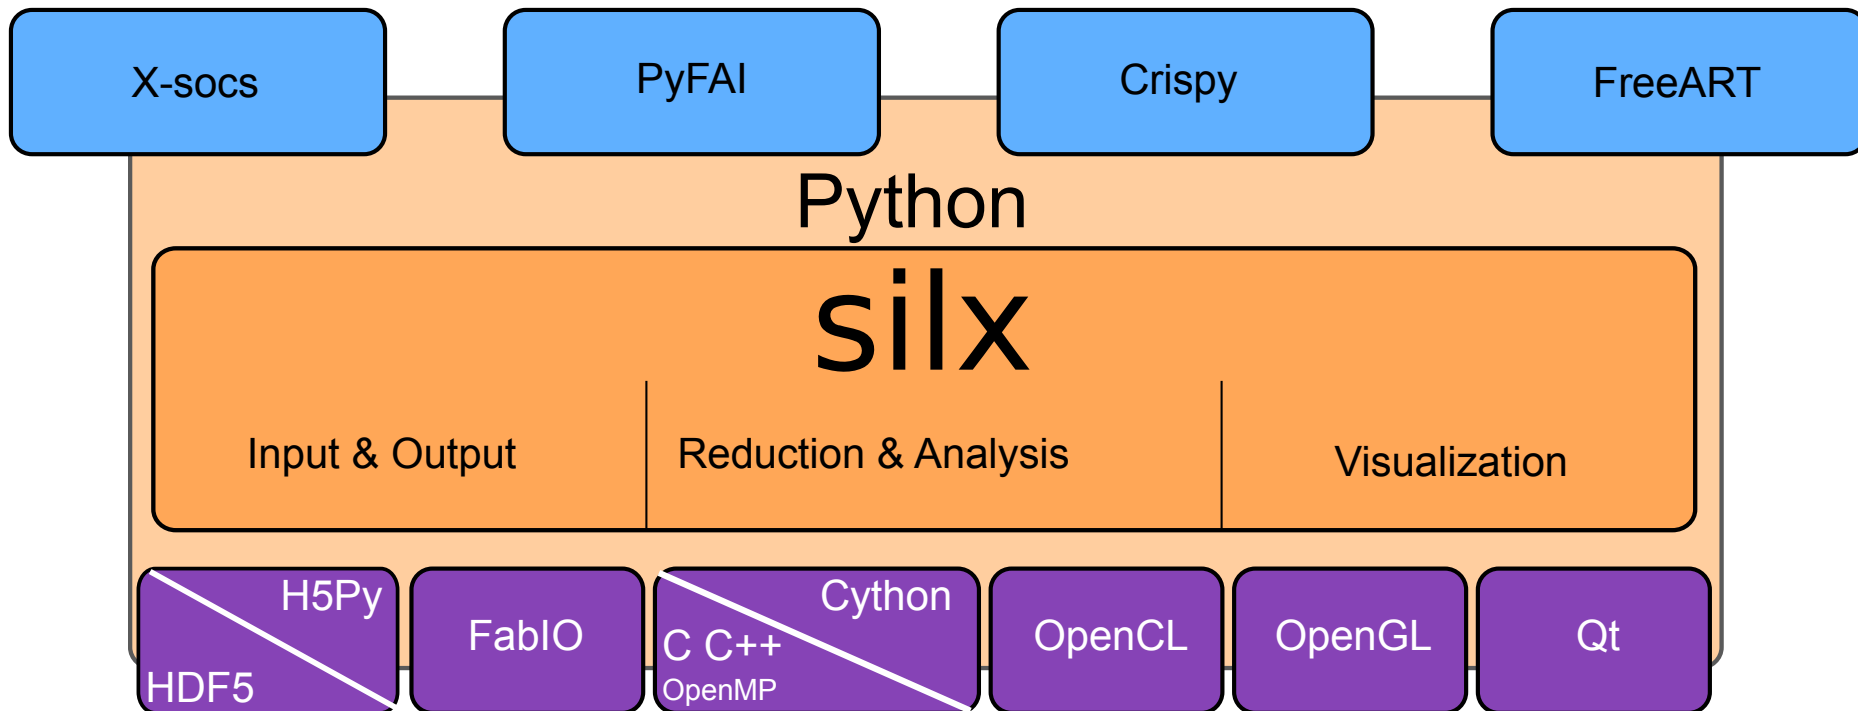 X-socs
PyFAI
Crispy
FreeART
Python
silx
Input & Output
Reduction & Analysis
Visualization
H5Py
HDF5
FabIO
Cython
C C++
OpenMP
OpenCL
OpenGL
Qt